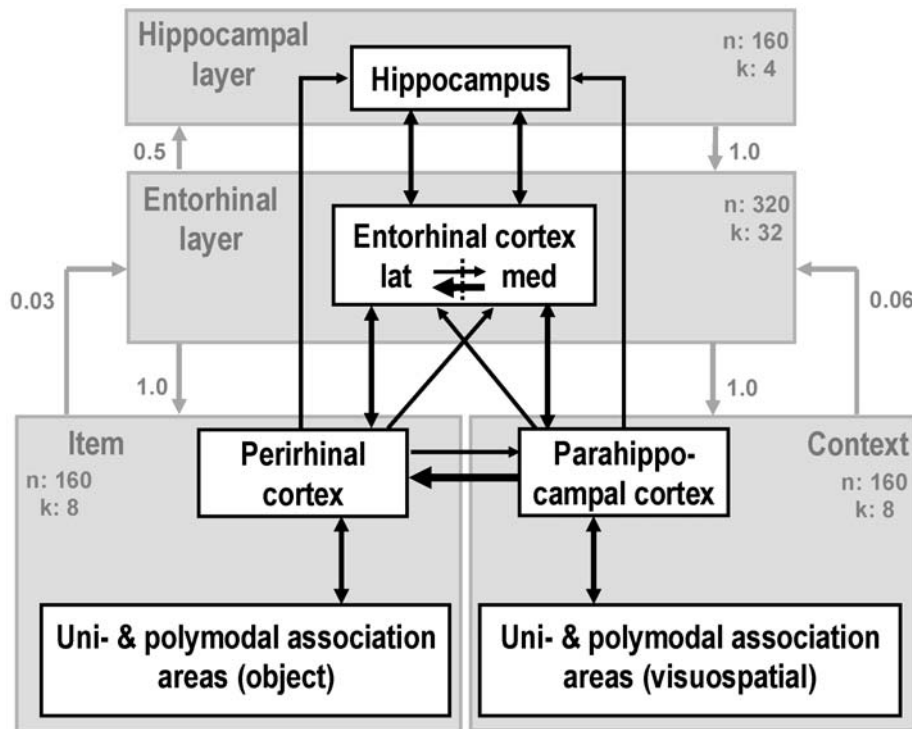 Hippocampal
layer
n: 160
k: 4
Hippocampus
0.5
1.0
Entorhinal
layer
n: 320
k: 32
Entorhinal cortex
lat med
0.03
0.06
1.0
1.0
Item
n: 160
k: 8
Perirhinal
cortex
Parahippo-
campal cortex
Context
n: 160
k: 8
Uni- & polymodal association
areas (object)
Uni- & polymodal association
areas (visuospatial)